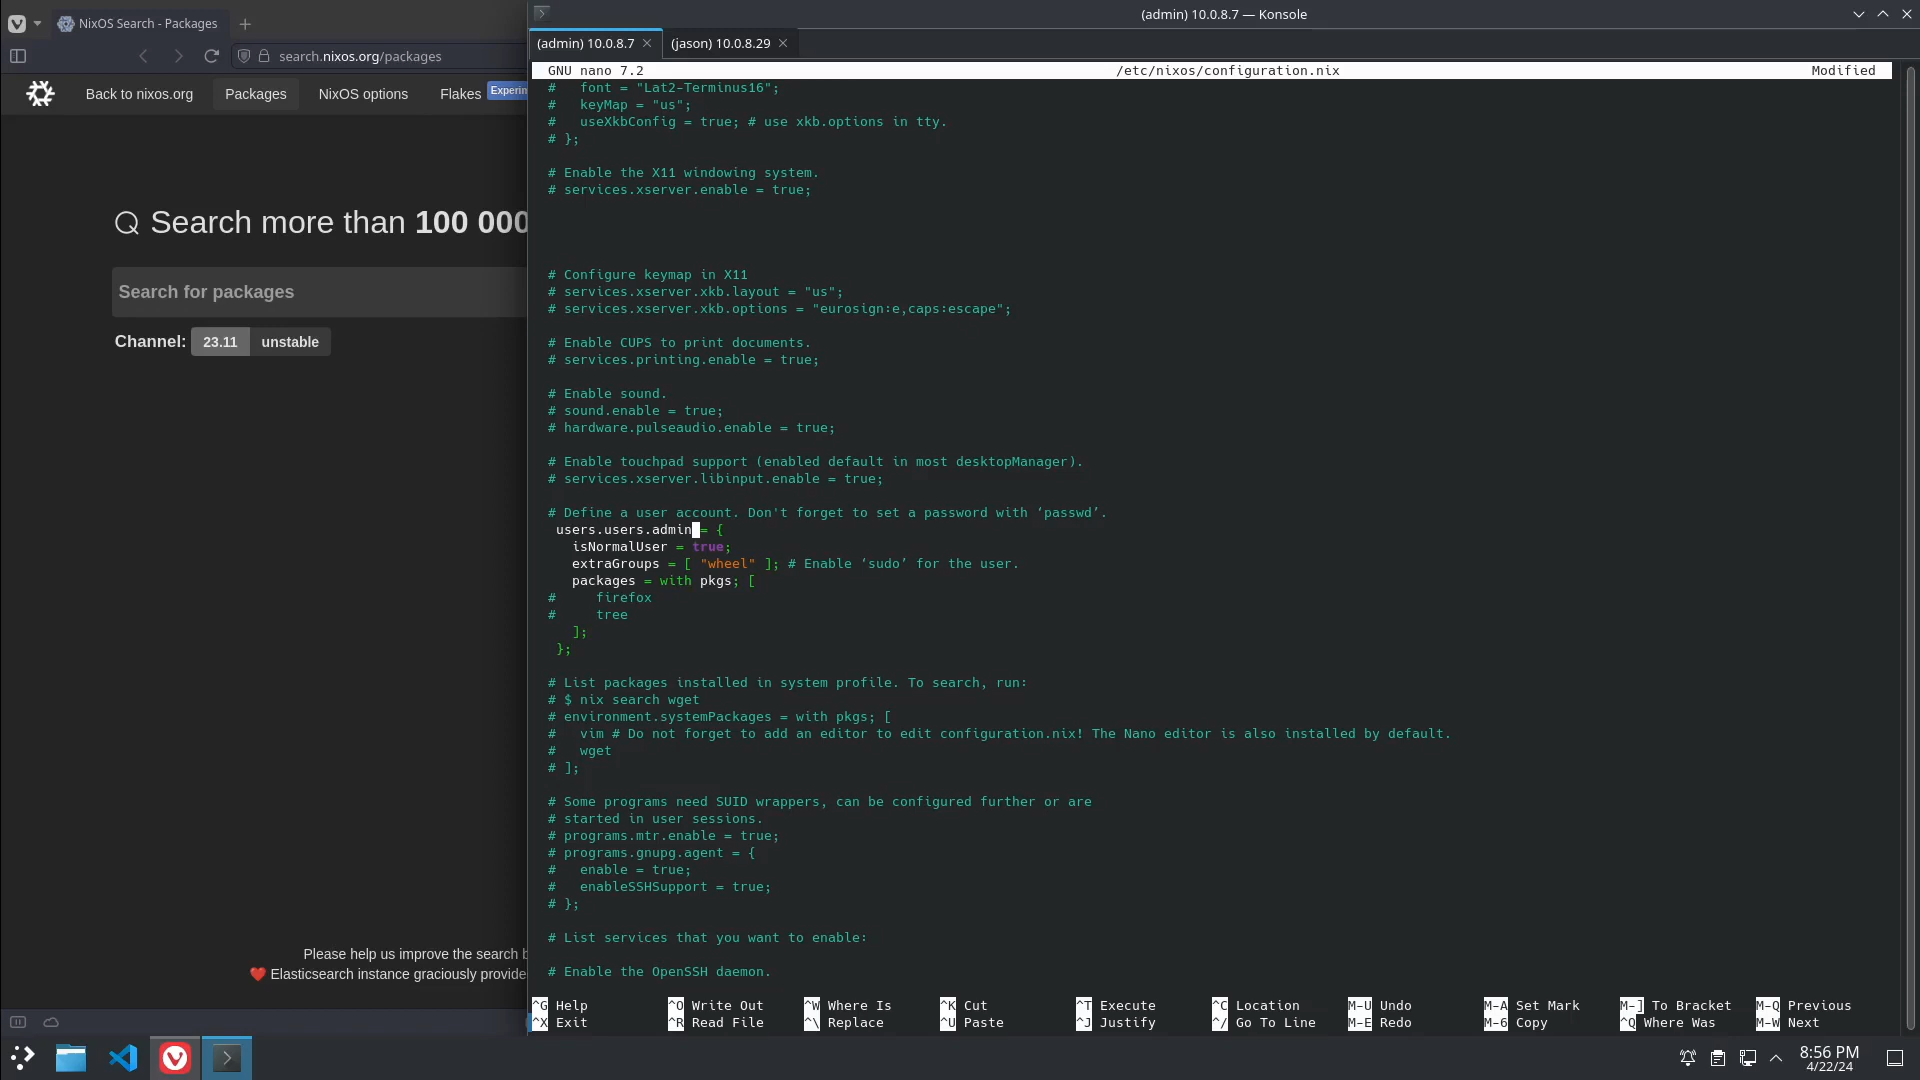 NixOS Search - Packages
search.nixos.org/packages
Back to nixos.org
Packages
NixOS options
Flakes
Experim
Search more than 100 000
Search for packages
Channel: 23.11 unstable
Please help us improve the search b
❤️ Elasticsearch instance graciously provide
(admin) 10.0.8.7 — Konsole
(admin) 10.0.8.7
(jason) 10.0.8.29
GNU nano 7.2 /etc/nixos/configuration.nix Modified
#   font = "Lat2-Terminus16";
#   keyMap = "us";
#   useXkbConfig = true; # use xkb.options in tty.
# };
# Enable the X11 windowing system.
# services.xserver.enable = true;
# Configure keymap in X11
# services.xserver.xkb.layout = "us";
# services.xserver.xkb.options = "eurosign:e,caps:escape";
# Enable CUPS to print documents.
# services.printing.enable = true;
# Enable sound.
# sound.enable = true;
# hardware.pulseaudio.enable = true;
# Enable touchpad support (enabled default in most desktopManager).
# services.xserver.libinput.enable = true;
# Define a user account. Don't forget to set a password with ‘passwd’.
users.users.admin = {
isNormalUser = true;
extraGroups = [ "wheel" ]; # Enable ‘sudo’ for the user.
packages = with pkgs; [
#     firefox
#     tree
];
};
# List packages installed in system profile. To search, run:
# $ nix search wget
# environment.systemPackages = with pkgs; [
#   vim # Do not forget to add an editor to edit configuration.nix! The Nano editor is also installed by default.
#   wget
# ];
# Some programs need SUID wrappers, can be configured further or are
# started in user sessions.
# programs.mtr.enable = true;
# programs.gnupg.agent = {
#   enable = true;
#   enableSSHSupport = true;
# };
# List services that you want to enable:
# Enable the OpenSSH daemon.
^G Help ^O Write Out ^W Where Is ^K Cut ^T Execute ^C Location M-U Undo M-A Set Mark M-] To Bracket M-Q Previous
^X Exit ^R Read File ^\ Replace ^U Paste ^J Justify ^/ Go To Line M-E Redo M-6 Copy ^Q Where Was M-W Next
8:56 PM
4/22/24